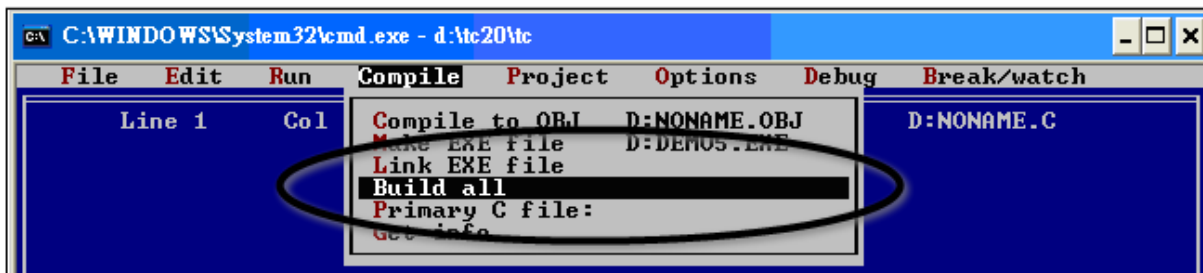 C:\WINDOWS\System32\cmd.exe - d:\tc20\tc
File Edit Run Compile Project Options Debug Break/watch
Line 1 Col D:NONAME.C
Compile to OBJ D:NONAME.OBJ
Make EXE file D:DEMO5.EXE
Link EXE file
Build all
Primary C file:
Get info